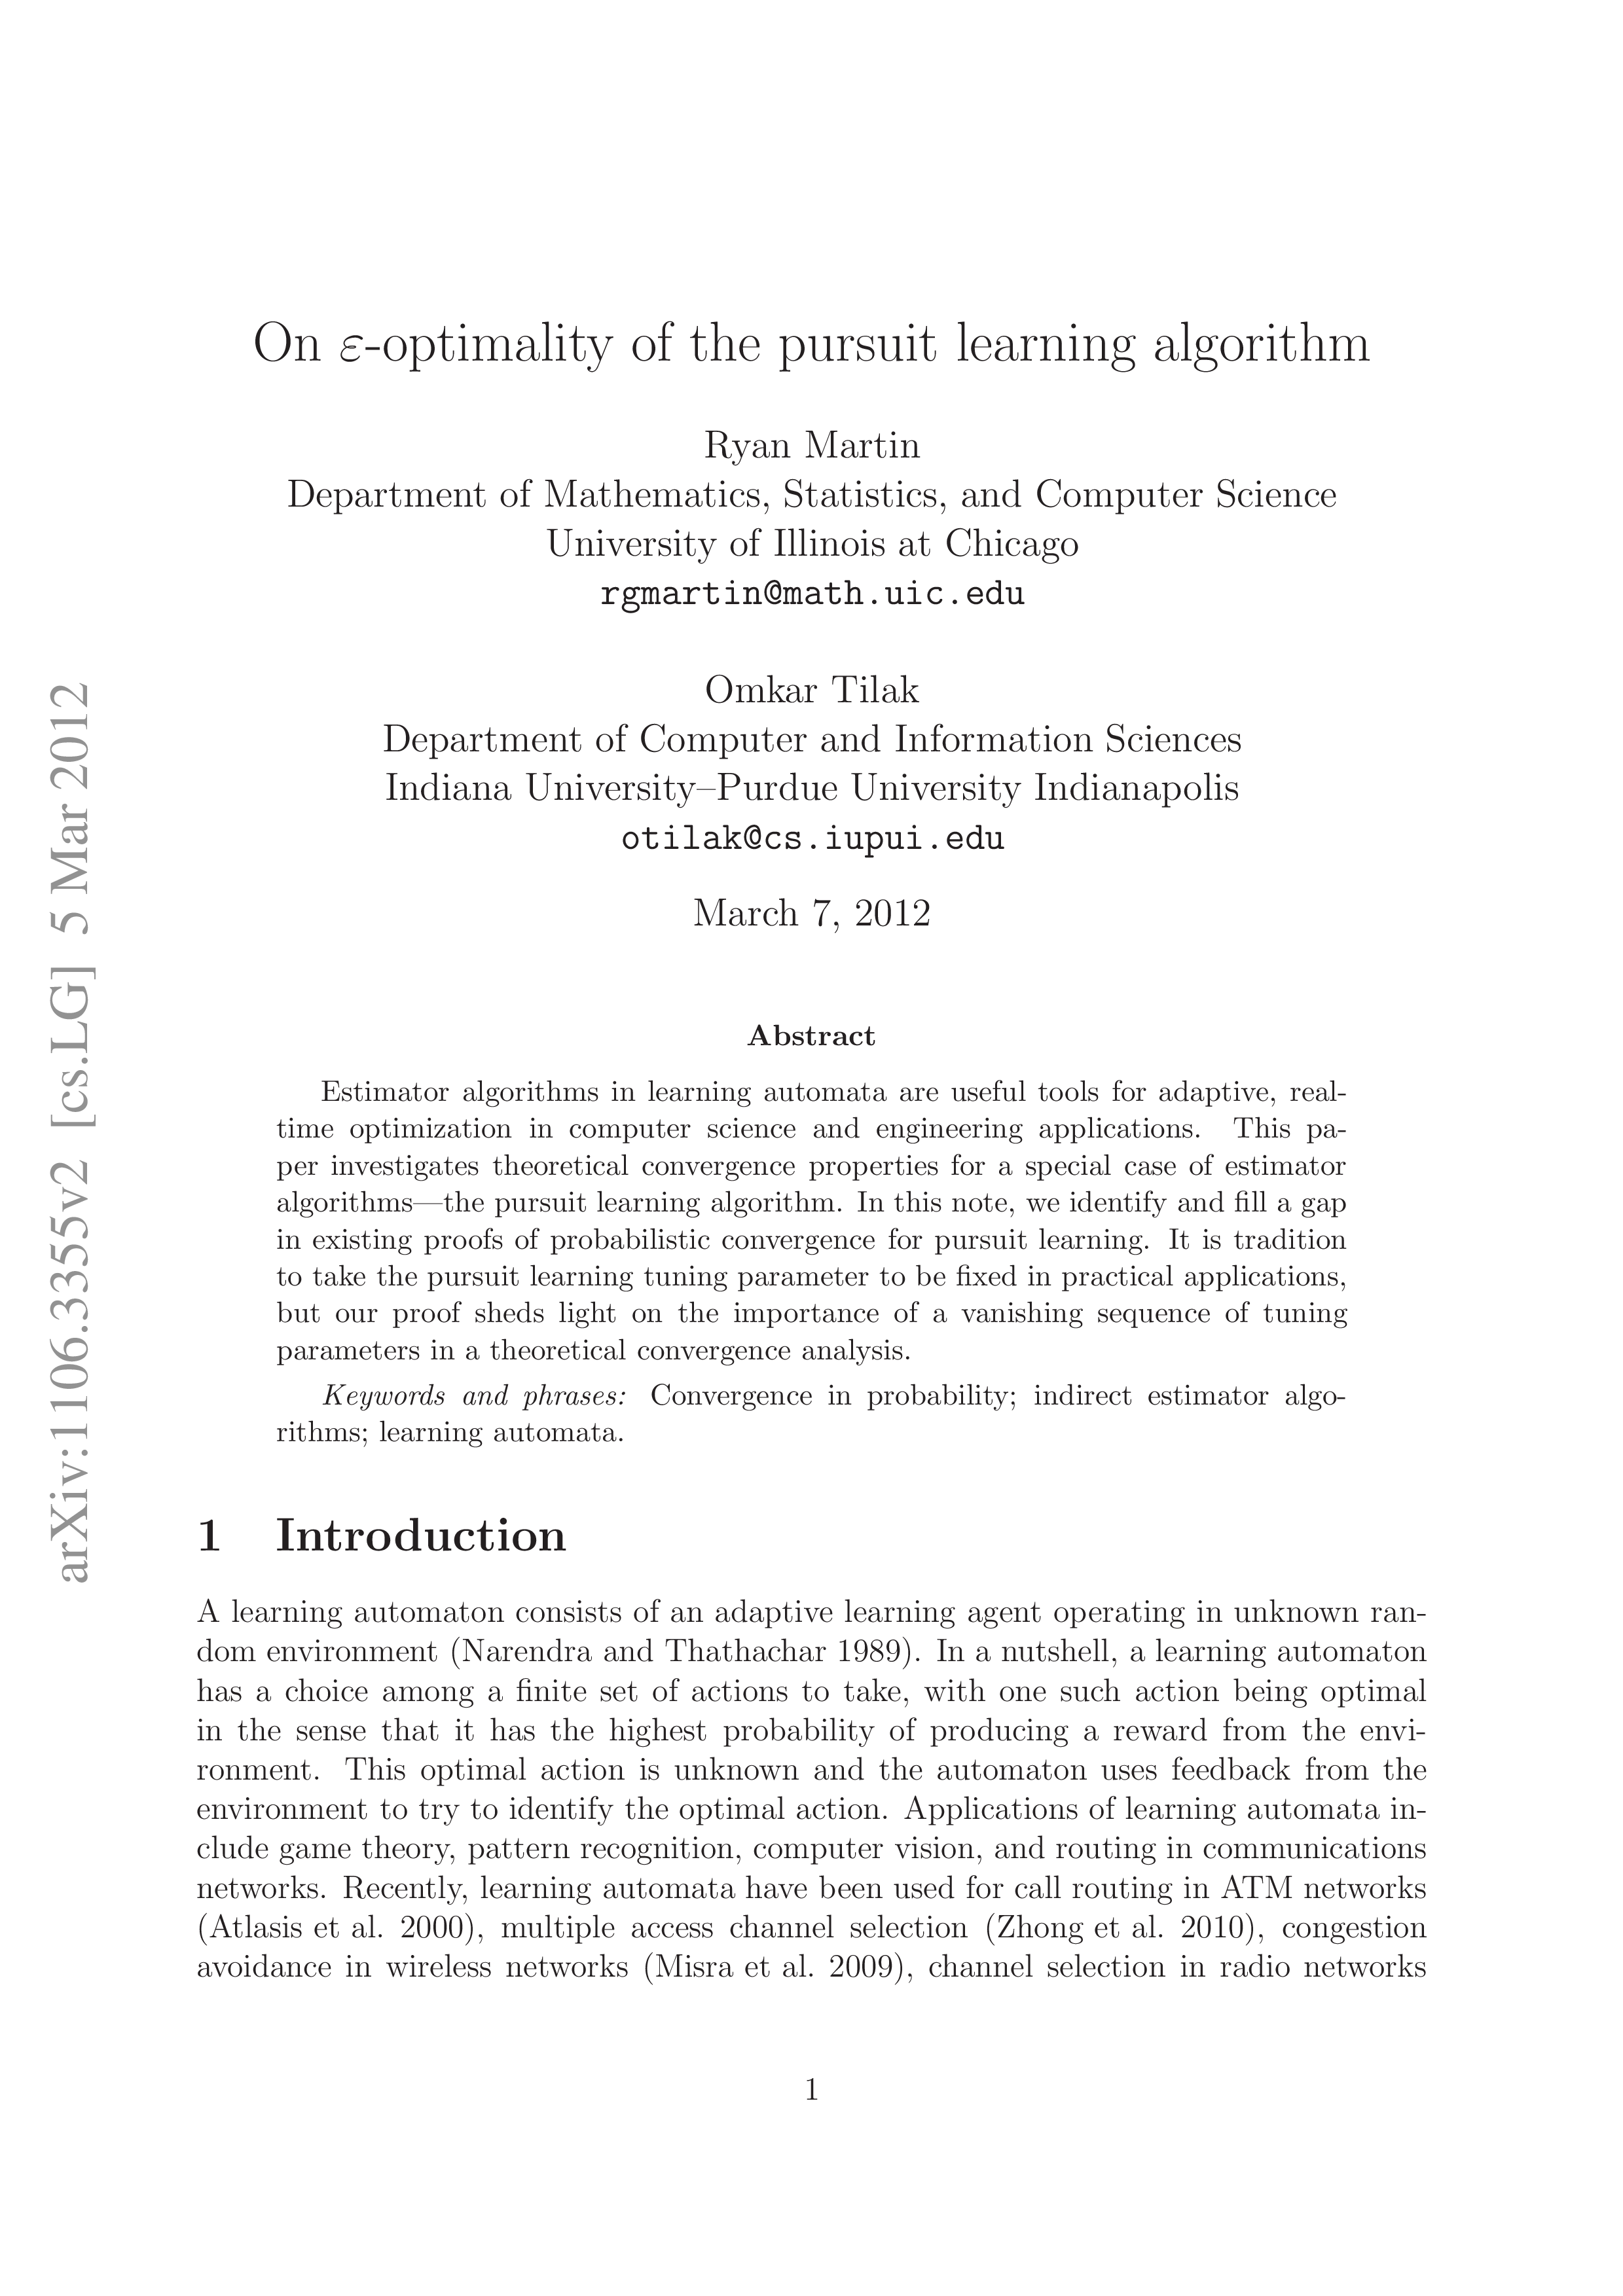 On ε-optimality of the pursuit learning algorithm
Ryan Martin
Department of Mathematics, Statistics, and Computer Science
University of Illinois at Chicago
rgmartin@math.uic.edu
Omkar Tilak
Department of Computer and Information Sciences
Indiana University–Purdue University Indianapolis
otilak@cs.iupui.edu
March 7, 2012
arXiv:1106.3355v2 [cs.LG] 5 Mar 2012
Abstract
Estimator algorithms in learning automata are useful tools for adaptive, real-
time optimization in computer science and engineering applications. This pa-
per investigates theoretical convergence properties for a special case of estimator
algorithms—the pursuit learning algorithm. In this note, we identify and fill a gap
in existing proofs of probabilistic convergence for pursuit learning. It is tradition
to take the pursuit learning tuning parameter to be fixed in practical applications,
but our proof sheds light on the importance of a vanishing sequence of tuning
parameters in a theoretical convergence analysis.
Keywords and phrases: Convergence in probability; indirect estimator algo-
rithms; learning automata.
1 Introduction
A learning automaton consists of an adaptive learning agent operating in unknown ran-
dom environment (Narendra and Thathachar 1989). In a nutshell, a learning automaton
has a choice among a finite set of actions to take, with one such action being optimal
in the sense that it has the highest probability of producing a reward from the envi-
ronment. This optimal action is unknown and the automaton uses feedback from the
environment to try to identify the optimal action. Applications of learning automata in-
clude game theory, pattern recognition, computer vision, and routing in communications
networks. Recently, learning automata have been used for call routing in ATM networks
(Atlasis et al. 2000), multiple access channel selection (Zhong et al. 2010), congestion
avoidance in wireless networks (Misra et al. 2009), channel selection in radio networks
1